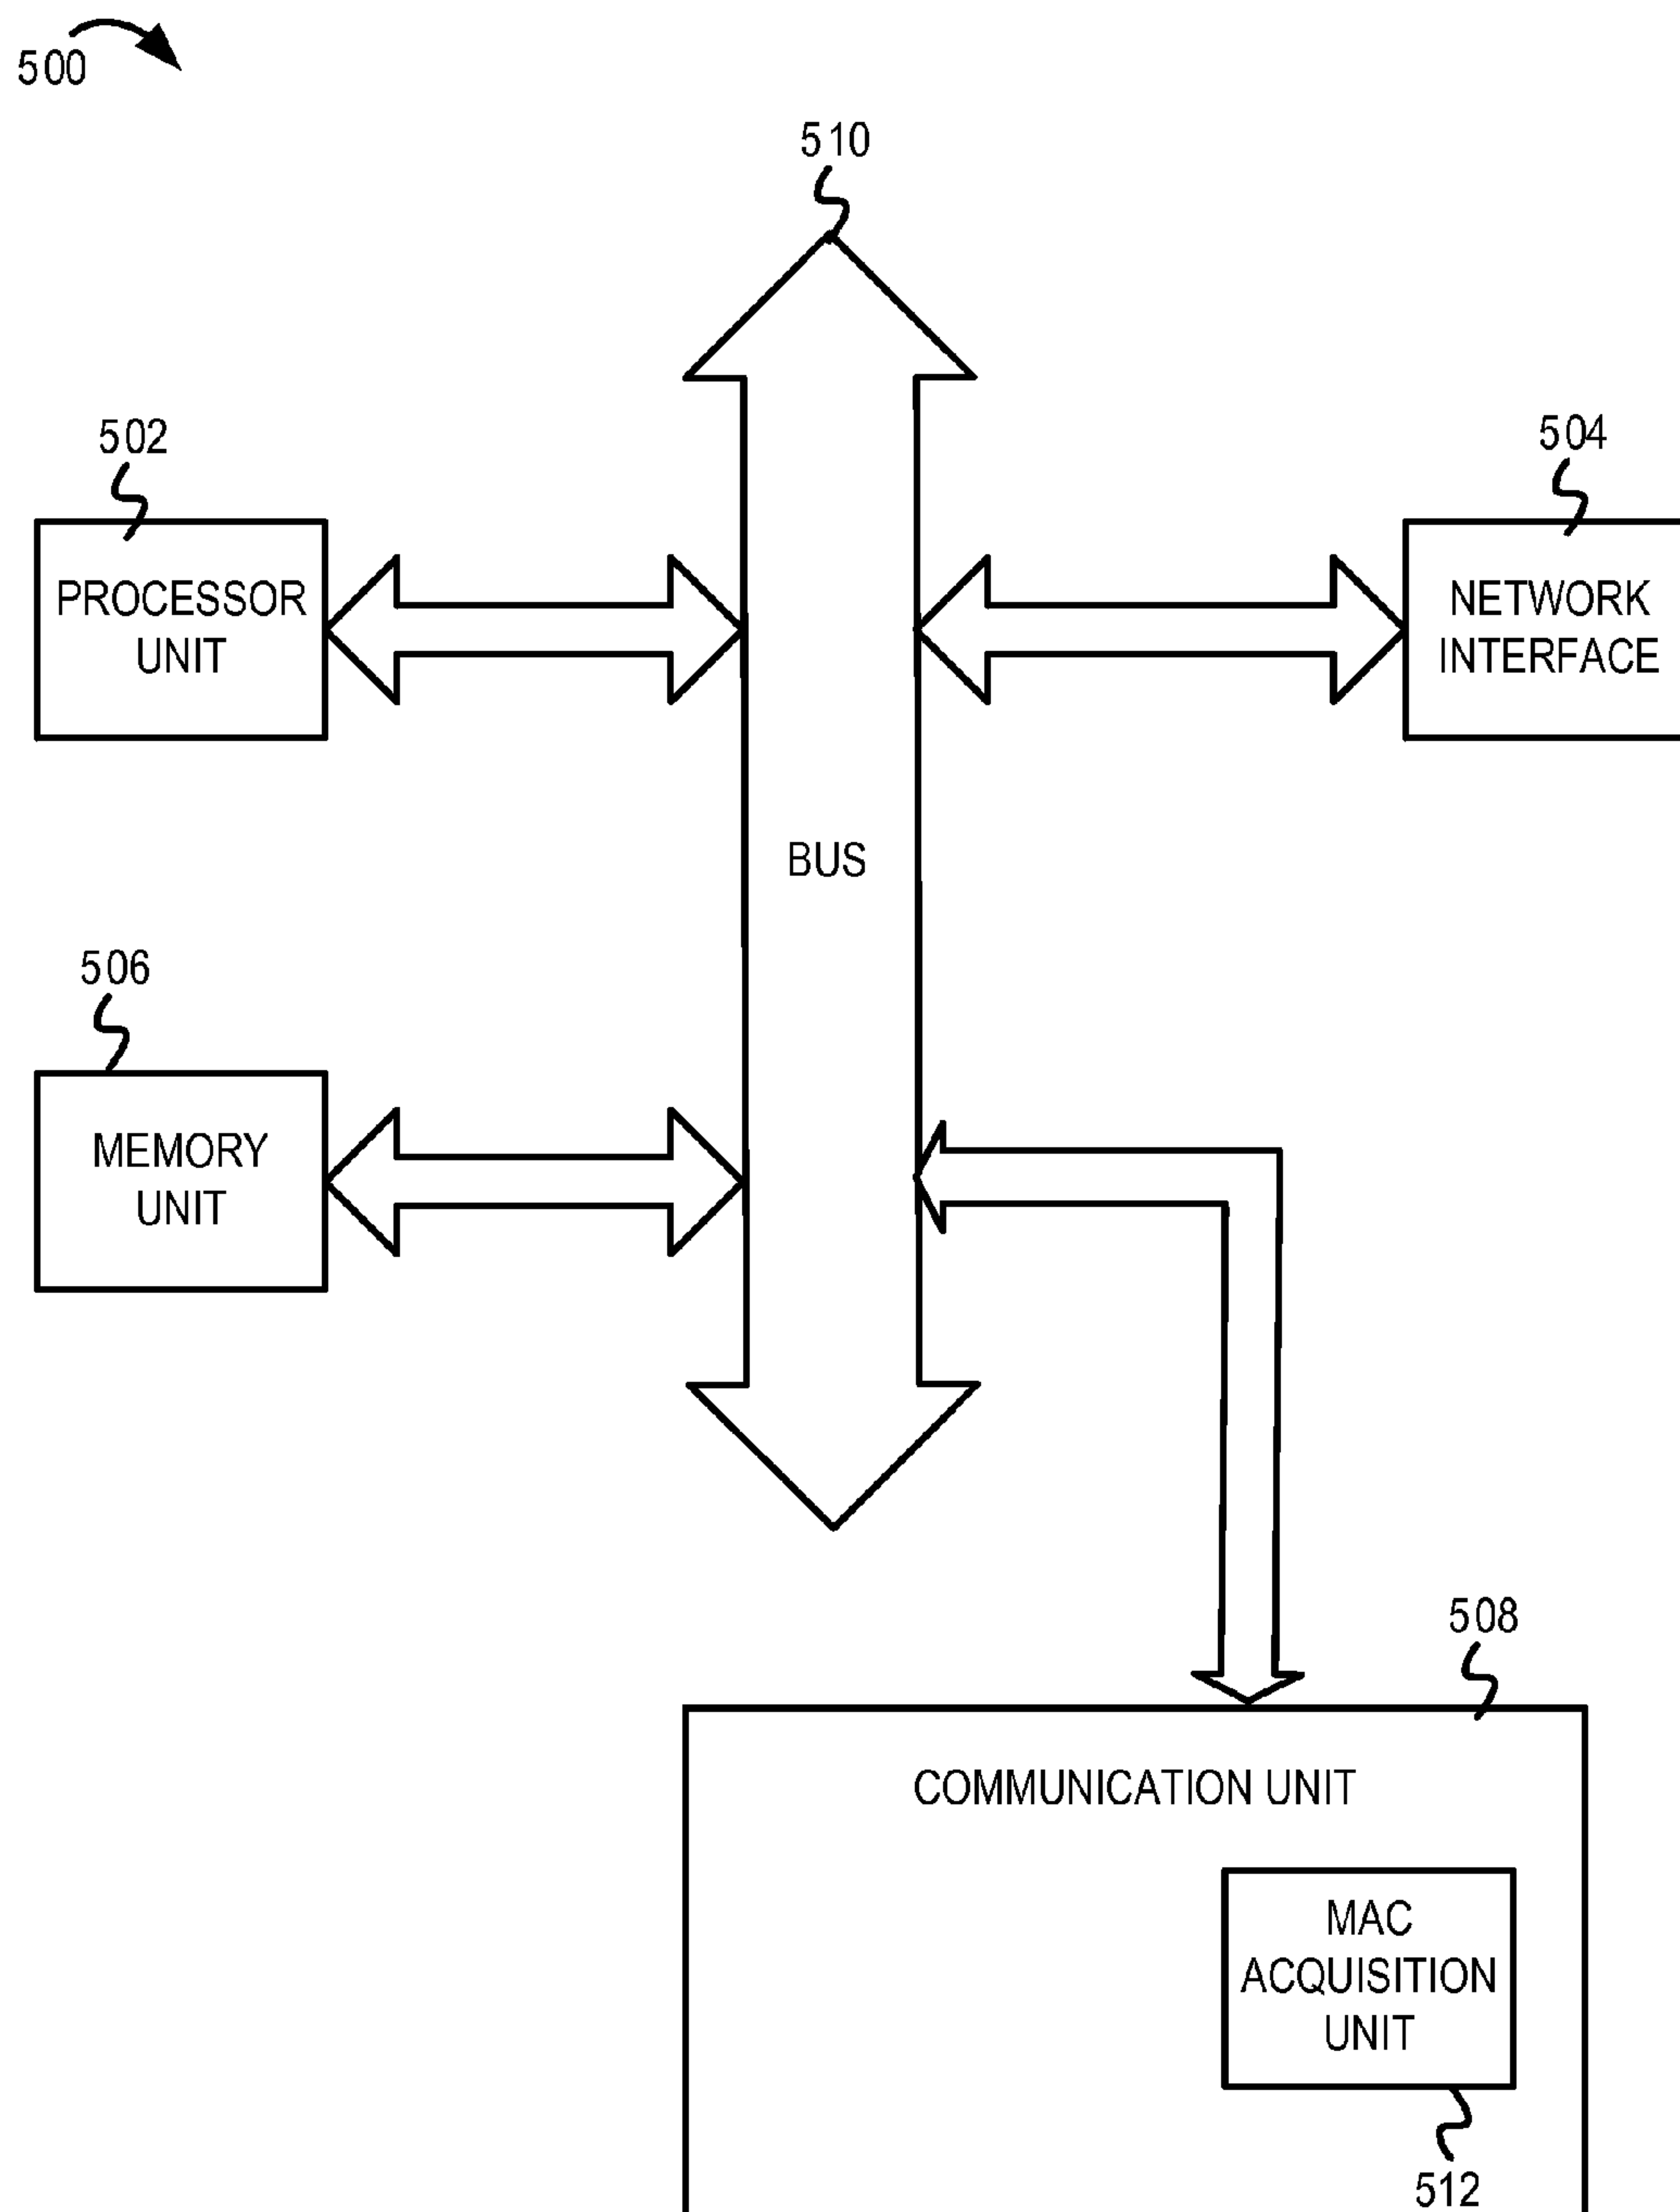 500
510
502
504
PROCESSOR
UNIT
NETWORK
INTERFACE
BUS
506
MEMORY
UNIT
508
COMMUNICATION UNIT
MAC
ACQUISITION
UNIT
512